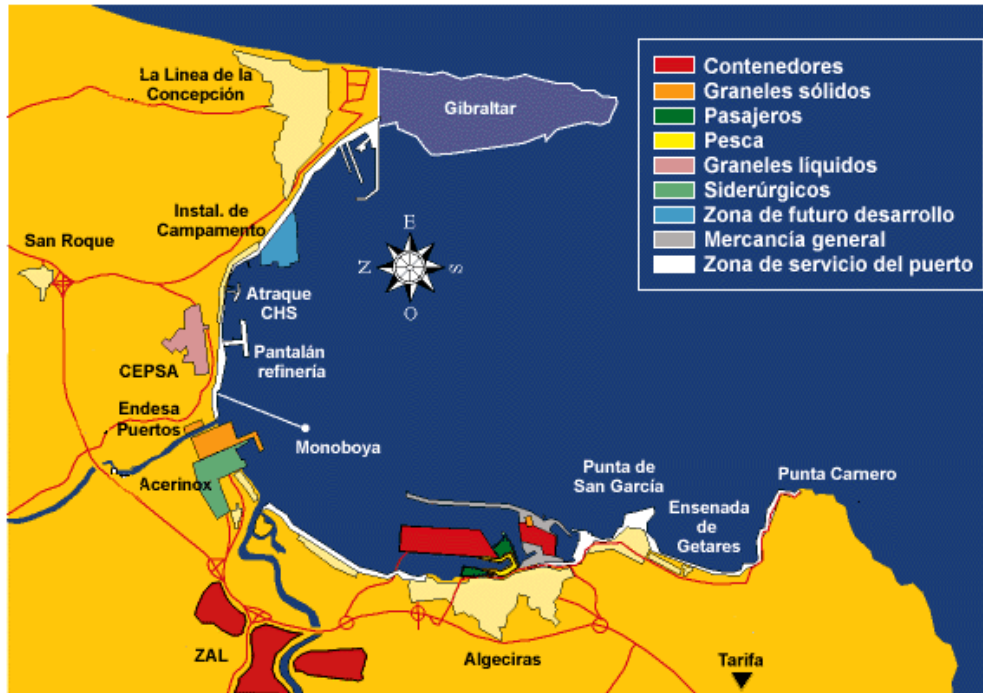 La Linea de la
Concepción
Gibraltar
Contenedores
Graneles sólidos
Pasajeros
Pesca
Graneles líquidos
Siderúrgicos
Zona de futuro desarrollo
Mercancía general
Zona de servicio del puerto
Instal. de
Campamento
San Roque
E
N
S
O
Atraque
CHS
Pantalán
refinería
CEPSA
Endesa
Puertos
Monoboya
Acerinox
Punta de
San García
Punta Carnero
Ensenada
de
Getares
ZAL
Algeciras
Tarifa